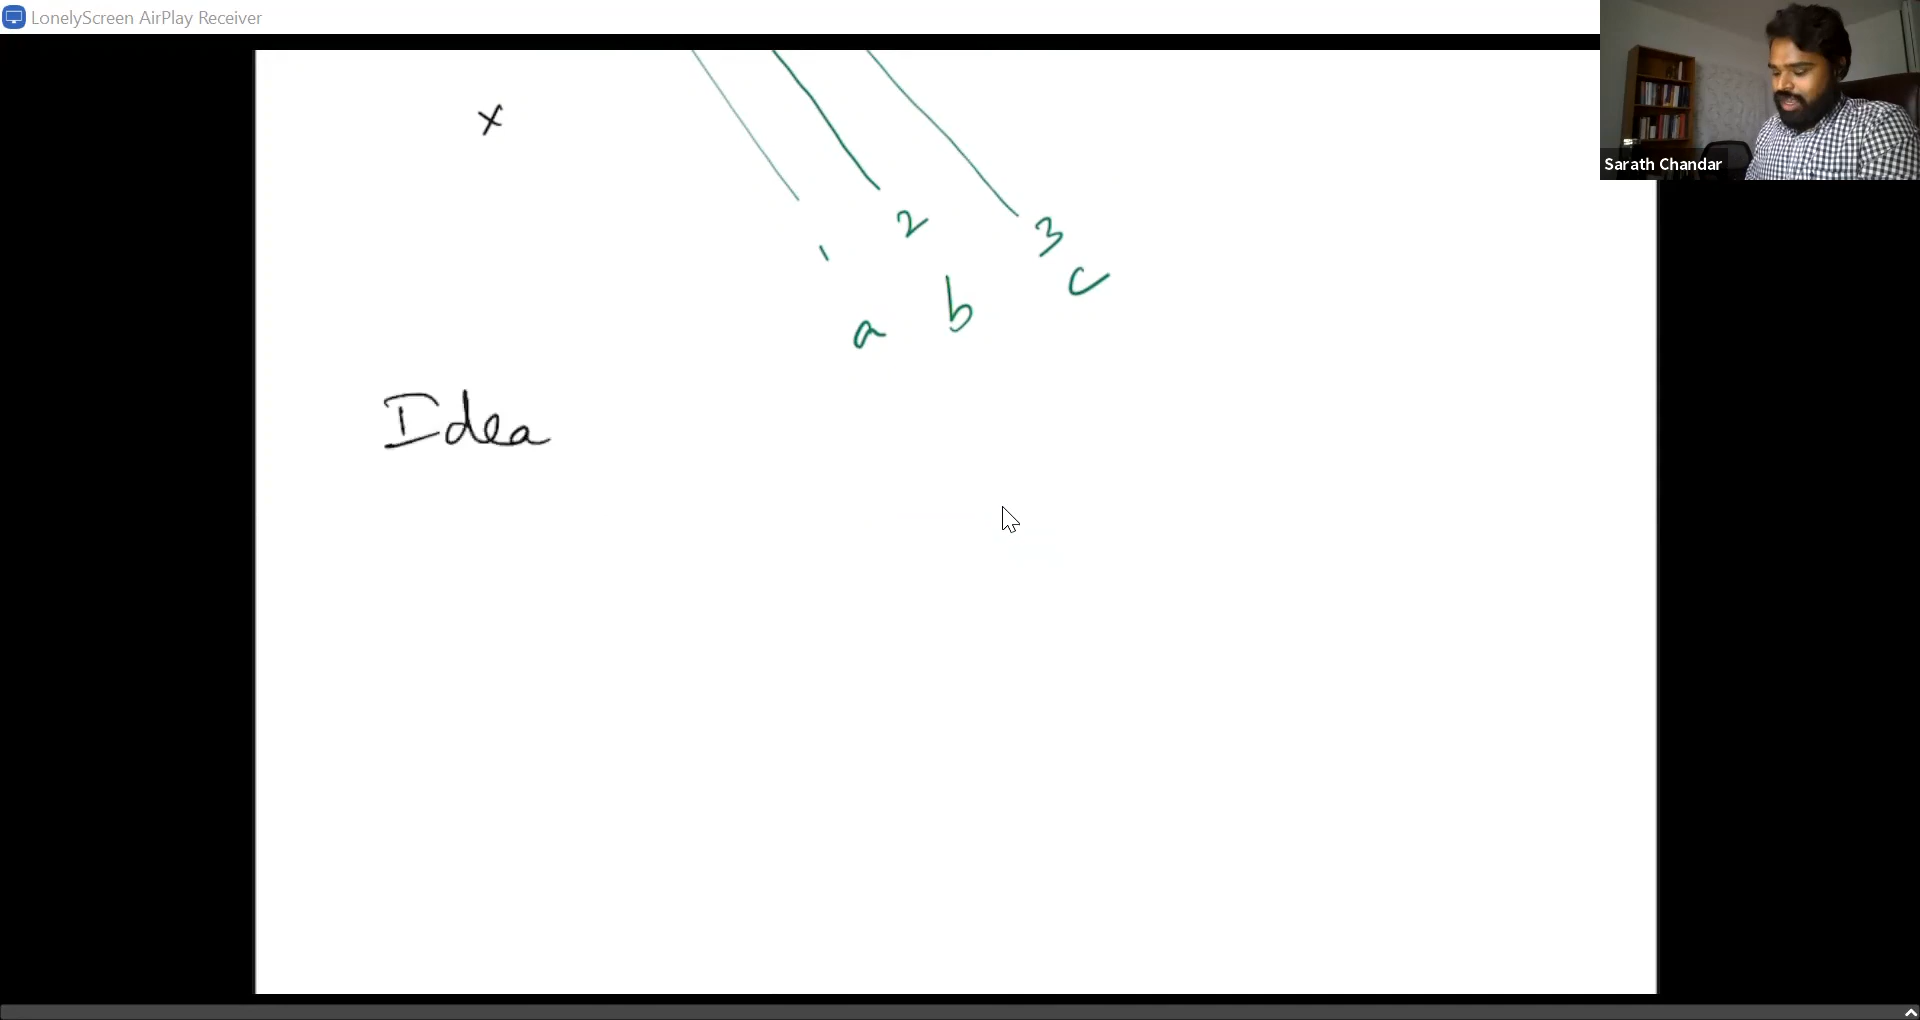 LonelyScreen AirPlay Receiver
Sarath Chandar
x
1 2 3
a b c
Idea